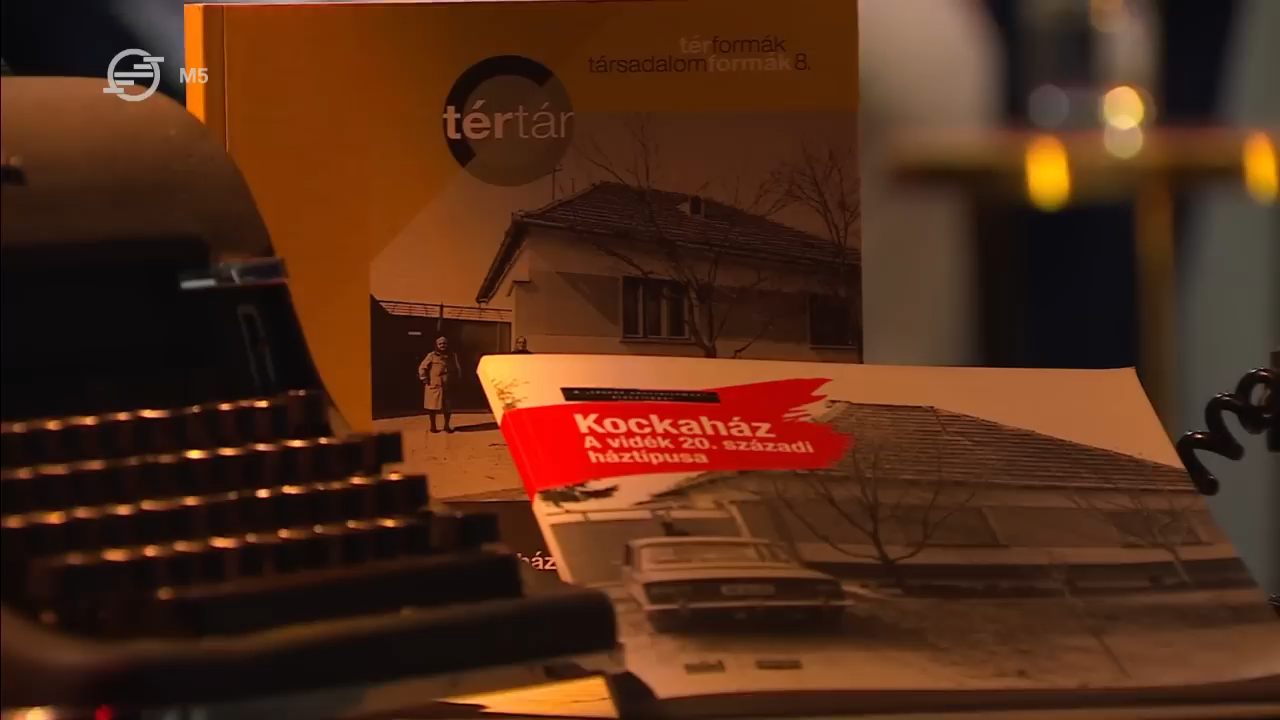 M5
térformák
társadalomformák 8.
tértár
Kockaház
A vidék 20. századi
háztípusa
ház